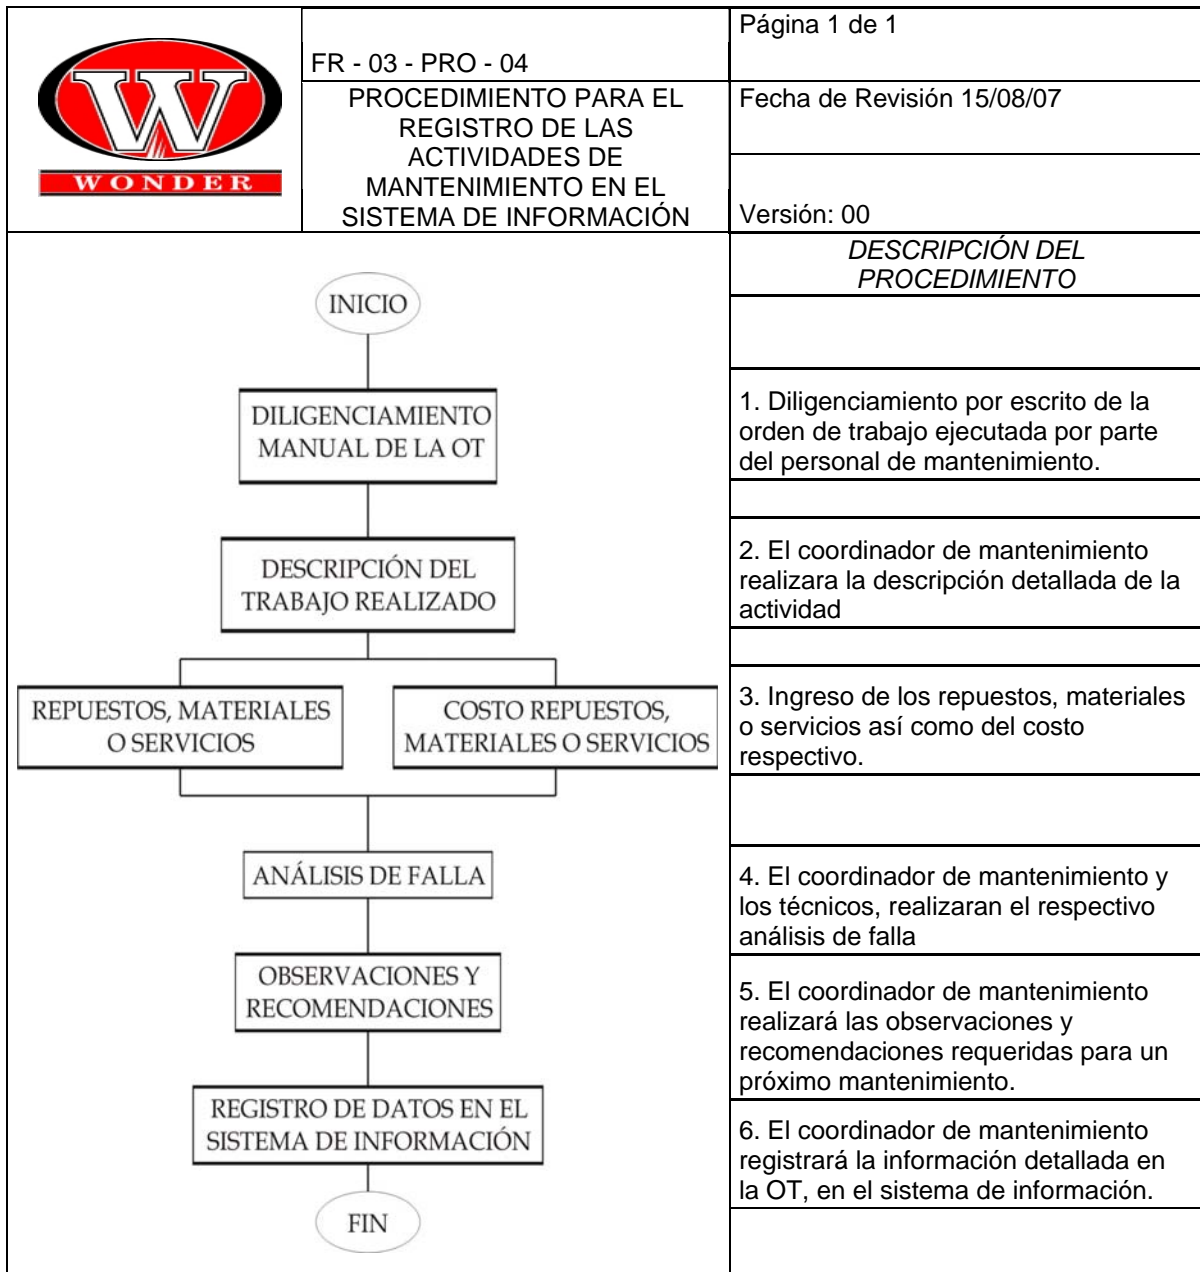 W
WONDER
FR - 03 - PRO - 04
PROCEDIMIENTO PARA EL
REGISTRO DE LAS
ACTIVIDADES DE
MANTENIMIENTO EN EL
SISTEMA DE INFORMACIÓN
Página 1 de 1
Fecha de Revisión 15/08/07
Versión: 00
INICIO
DILIGENCIAMIENTO
MANUAL DE LA OT
DESCRIPCIÓN DEL
TRABAJO REALIZADO
REPUESTOS, MATERIALES
O SERVICIOS
COSTO REPUESTOS,
MATERIALES O SERVICIOS
ANÁLISIS DE FALLA
OBSERVACIONES Y
RECOMENDACIONES
REGISTRO DE DATOS EN EL
SISTEMA DE INFORMACIÓN
FIN
DESCRIPCIÓN DEL
PROCEDIMIENTO
1. Diligenciamiento por escrito de la
orden de trabajo ejecutada por parte
del personal de mantenimiento.
2. El coordinador de mantenimiento
realizara la descripción detallada de la
actividad
3. Ingreso de los repuestos, materiales
o servicios así como del costo
respectivo.
4. El coordinador de mantenimiento y
los técnicos, realizaran el respectivo
análisis de falla
5. El coordinador de mantenimiento
realizará las observaciones y
recomendaciones requeridas para un
próximo mantenimiento.
6. El coordinador de mantenimiento
registrará la información detallada en
la OT, en el sistema de información.